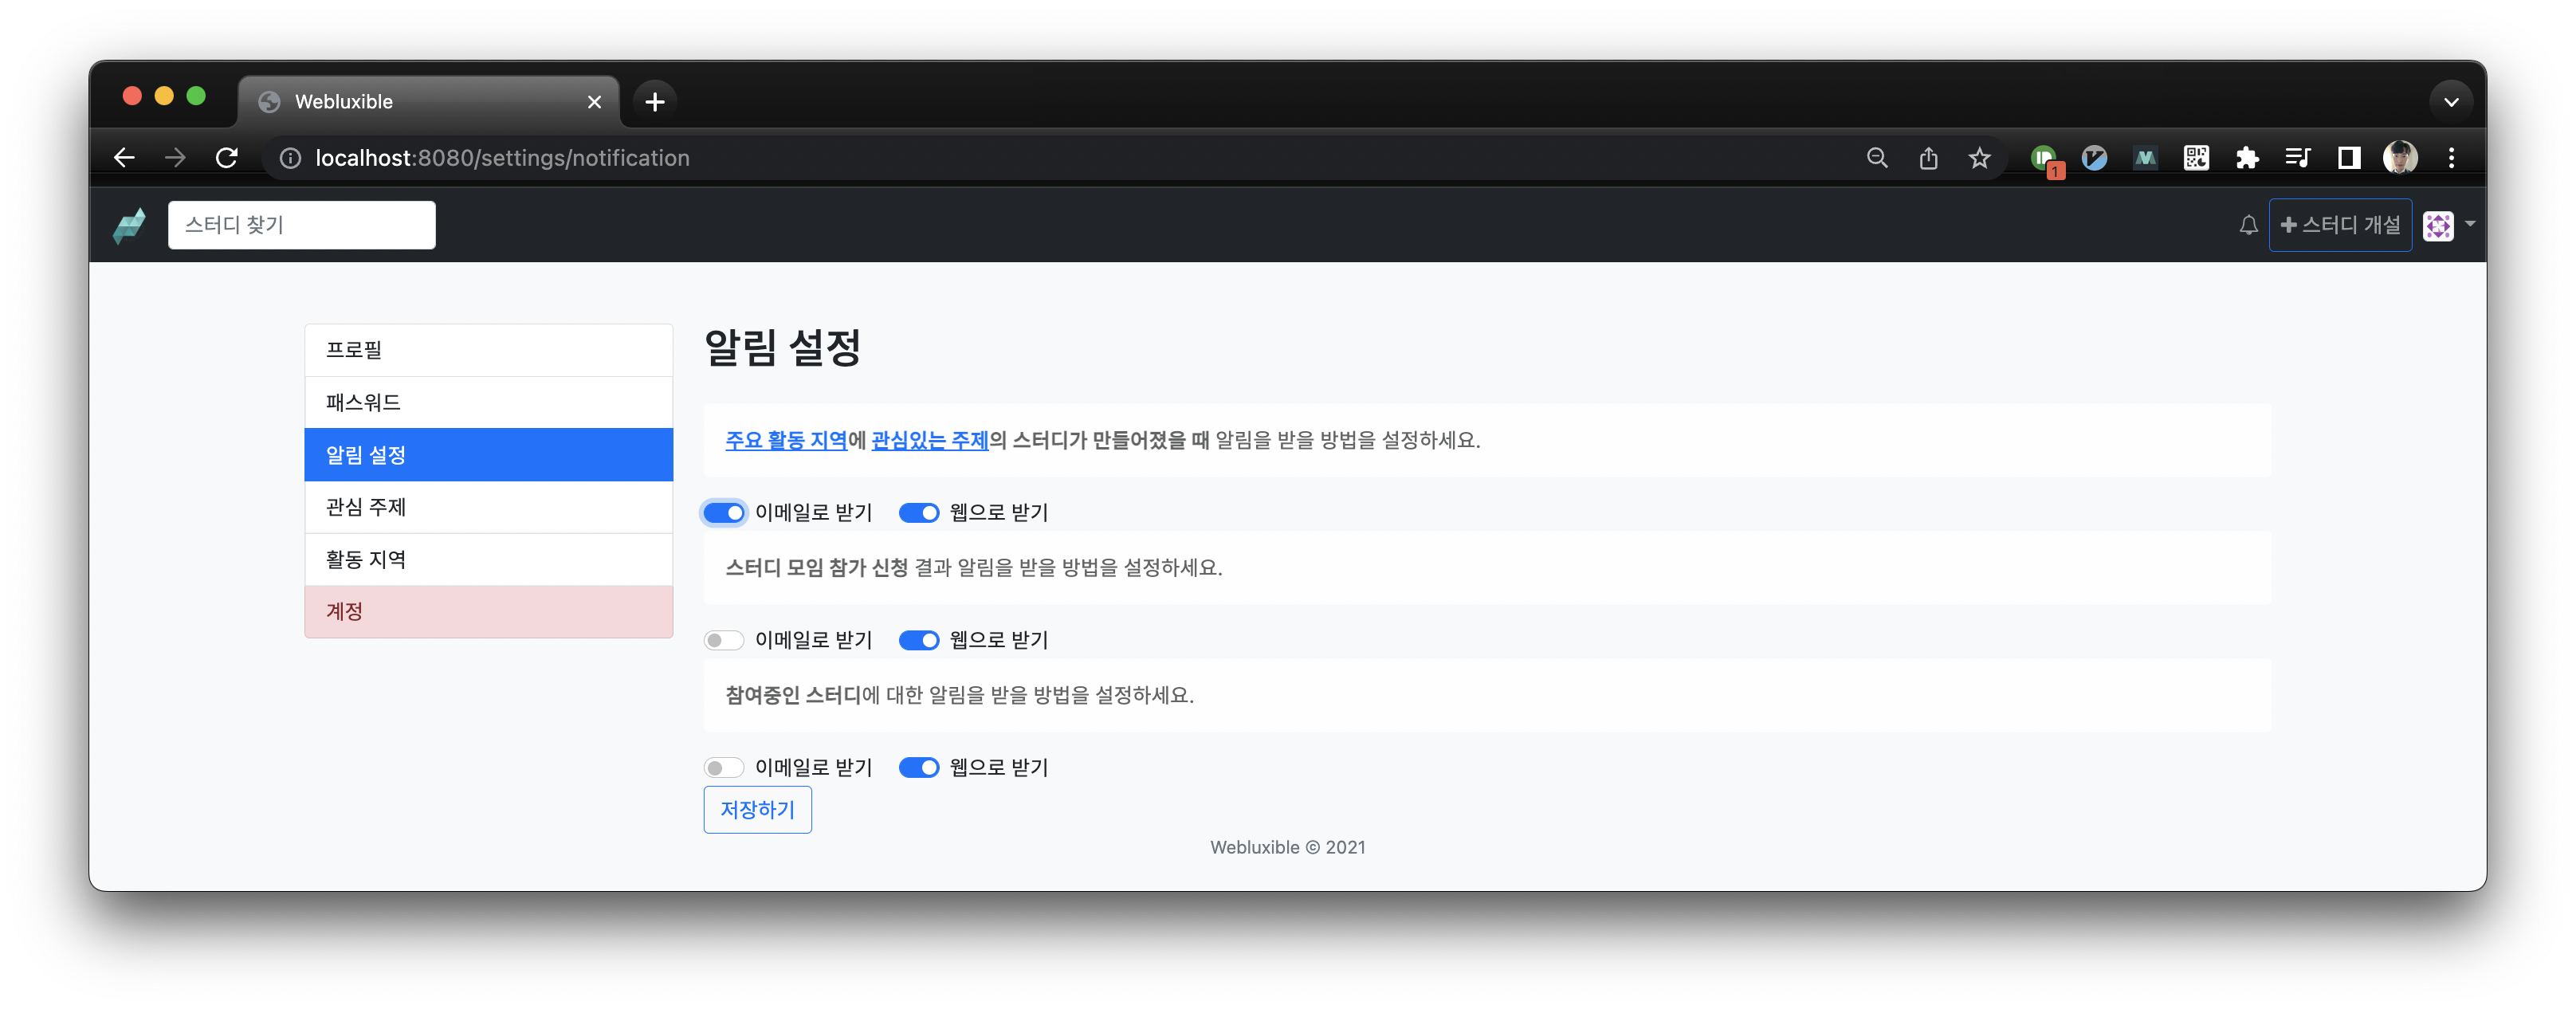 Webluxible
localhost:8080/settings/notification
1
스터디 찾기
스터디 개설
프로필
패스워드
알림 설정
관심 주제
활동 지역
계정
알림 설정
주요 활동 지역에 관심있는 주제의 스터디가 만들어졌을 때 알림을 받을 방법을 설정하세요.
이메일로 받기 웹으로 받기
스터디 모임 참가 신청 결과 알림을 받을 방법을 설정하세요.
이메일로 받기 웹으로 받기
참여중인 스터디에 대한 알림을 받을 방법을 설정하세요.
이메일로 받기 웹으로 받기
저장하기
Webluxible © 2021